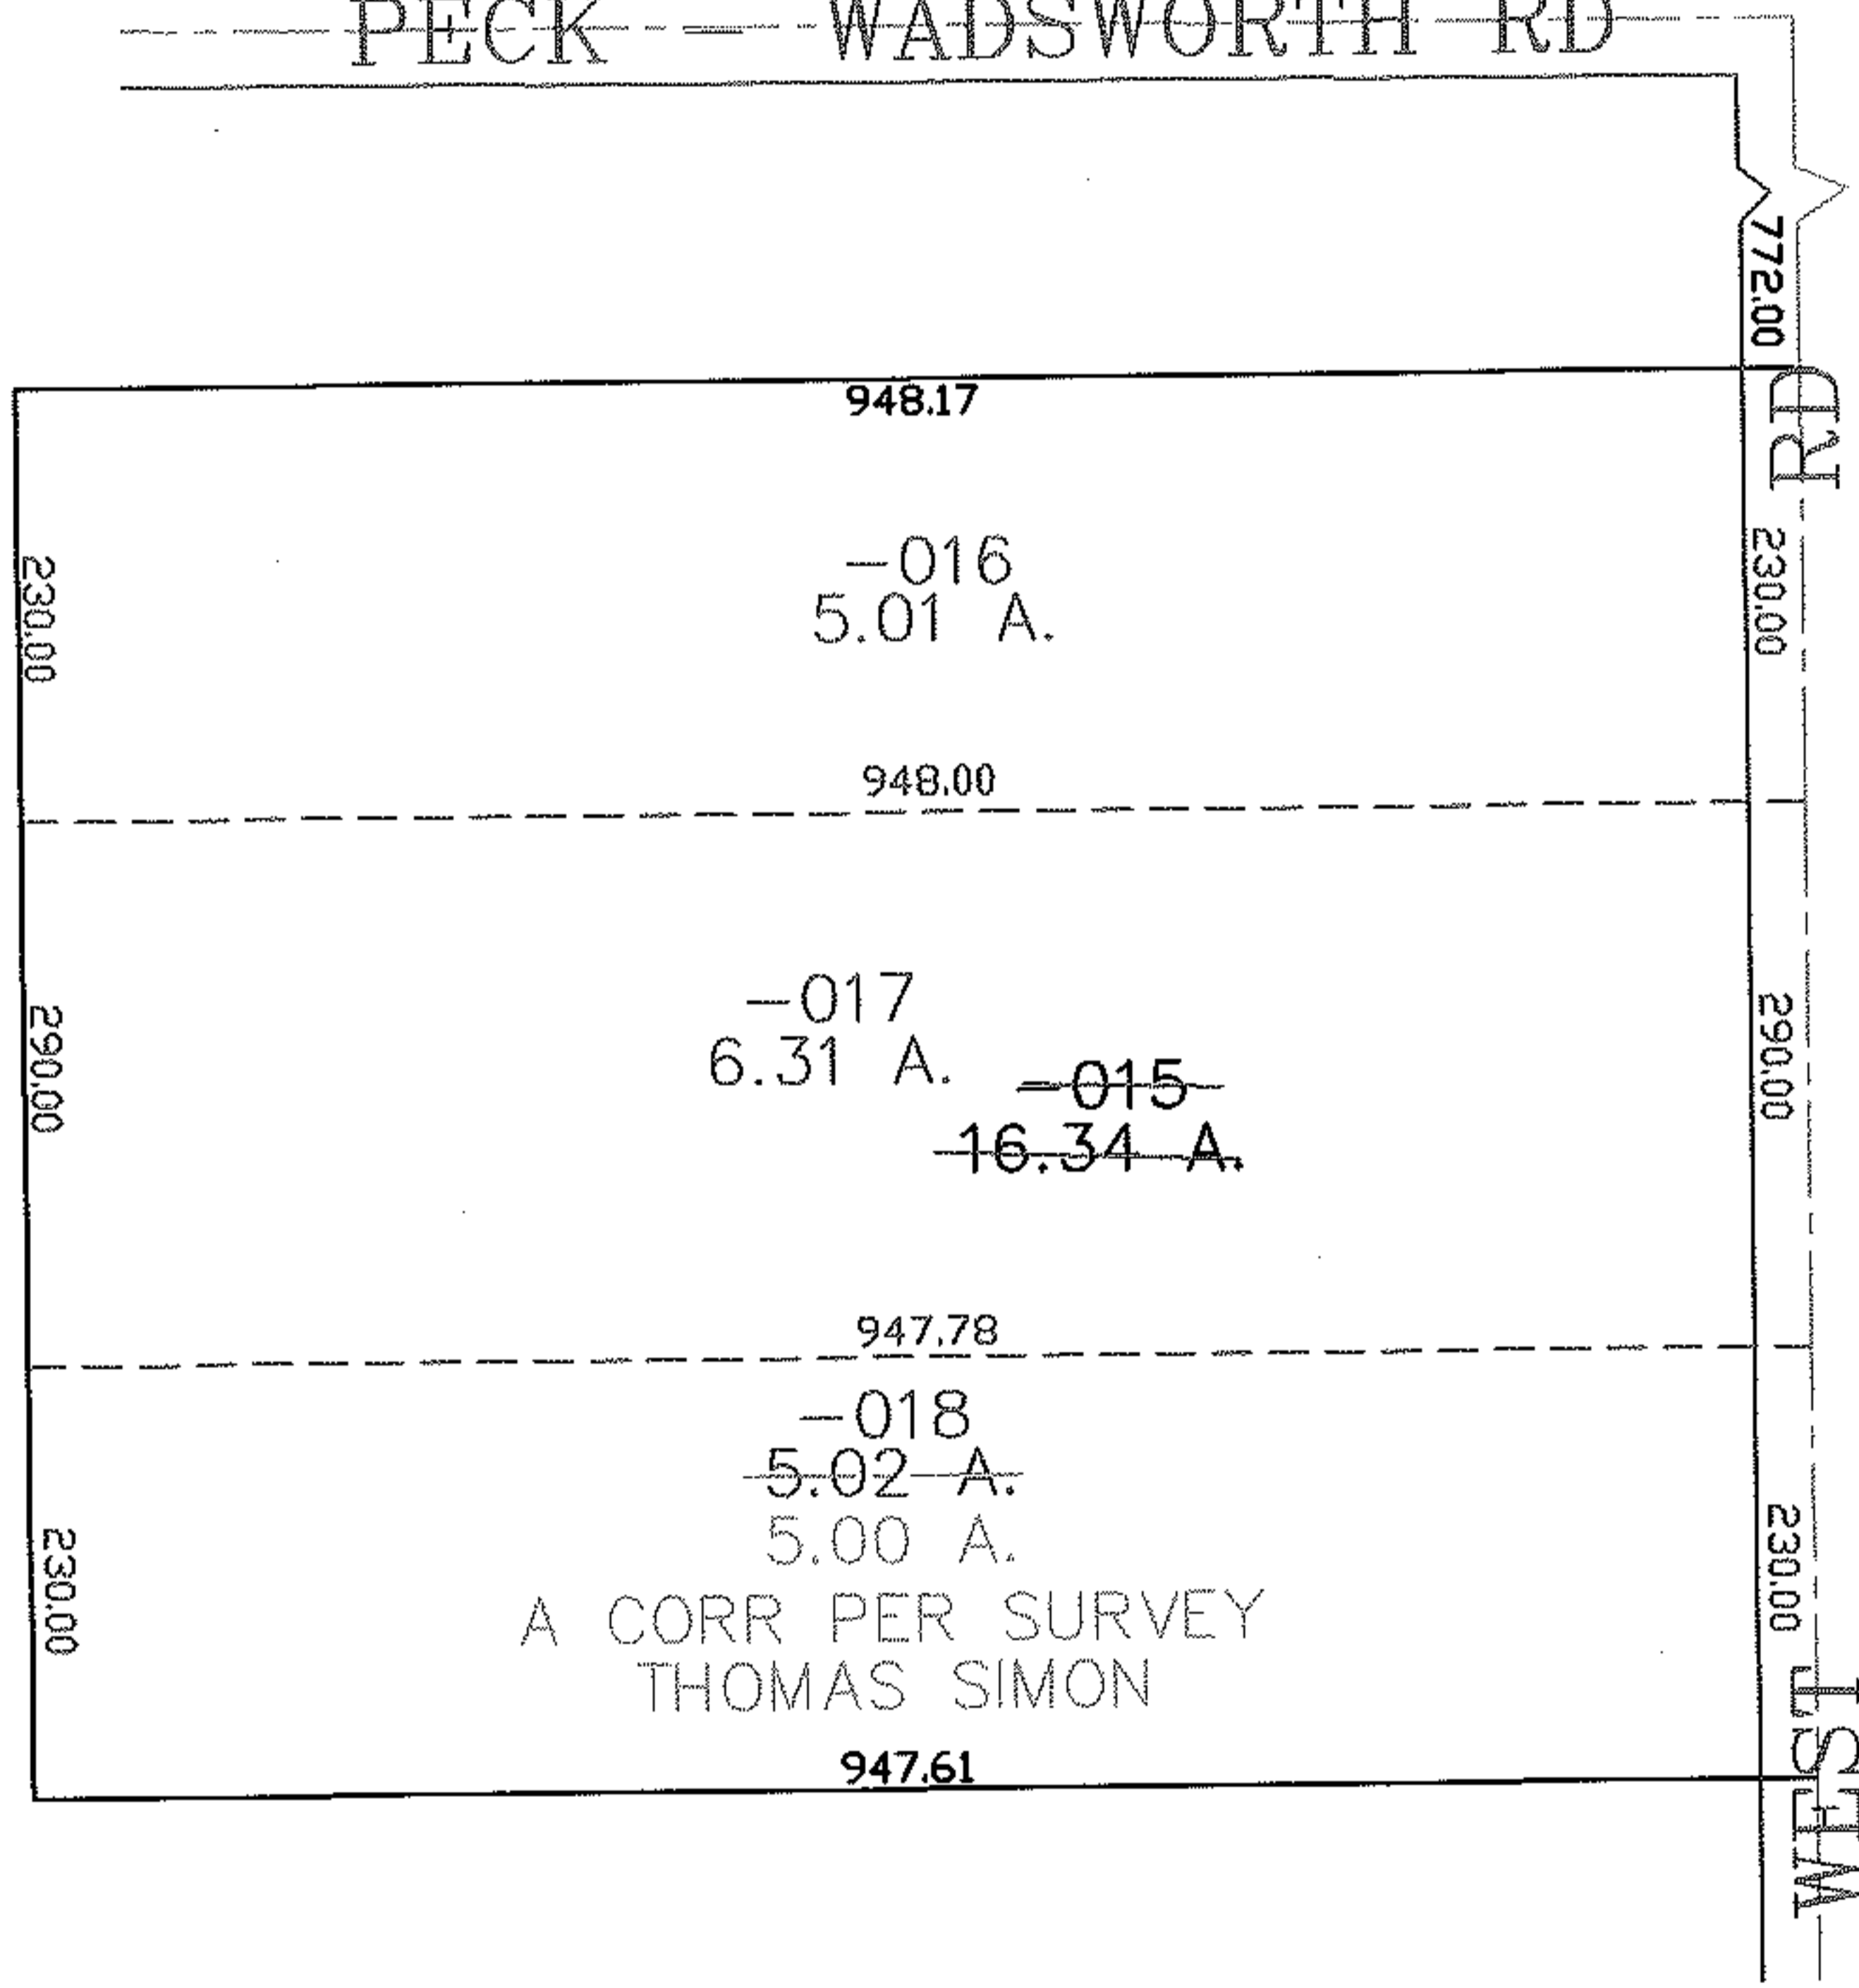 PECK - WADSWORTH RD
772.00
948.17
RD
-016
5.01 A.
230.00
230.00
948.00
-017
6.31 A.
-015
16.34 A.
290.00
290.00
947.78
-018
5.02 A.
5.00 A.
A CORR PER SURVEY
THOMAS SIMON
230.00
230.00
947.61
WEST